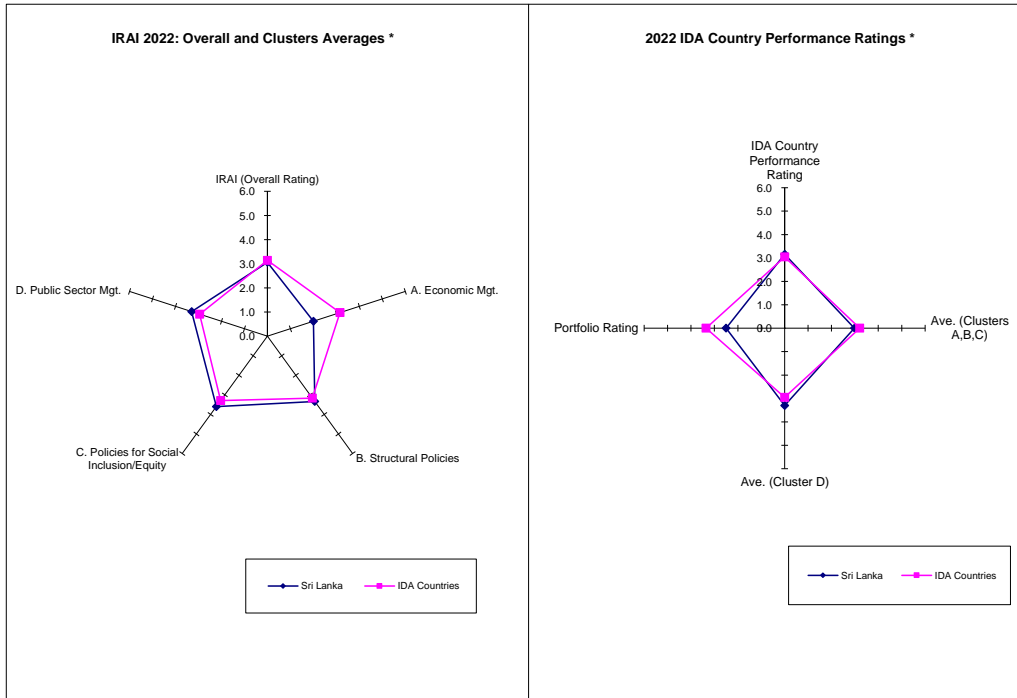 IRAI 2022: Overall and Clusters Averages *
IRAI (Overall Rating)
6.0
5.0
4.0
3.0
2.0
1.0
0.0
A. Economic Mgt.
B. Structural Policies
C. Policies for Social
Inclusion/Equity
D. Public Sector Mgt.
Sri Lanka
IDA Countries
2022 IDA Country Performance Ratings *
IDA Country
Performance
Rating
6.0
5.0
4.0
3.0
2.0
1.0
0.0
Ave. (Clusters
A,B,C)
Ave. (Cluster D)
Portfolio Rating
Sri Lanka
IDA Countries